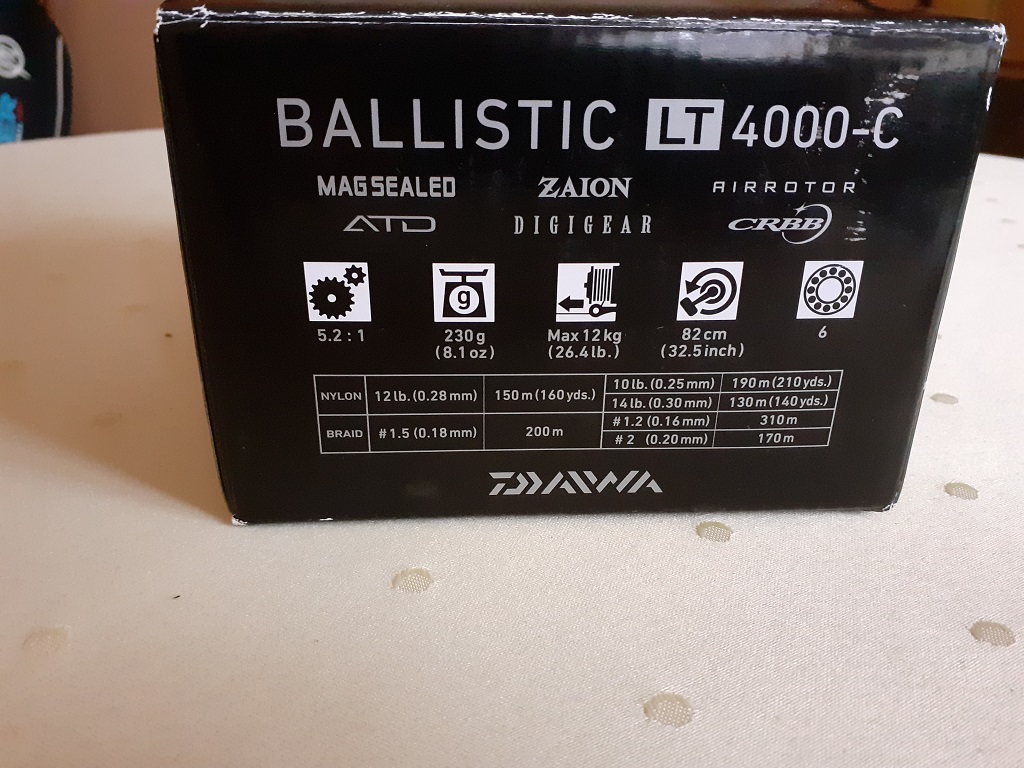 BALLISTIC LT 4000-C
MAGSEALED ZAION AIRROTOR
ATD DIGIGEAR CRBB
g
5.2 : 1 230 g Max 12 kg 82 cm 6
(8.1 oz) (26.4 lb.) (32.5 inch)
NYLON 12 lb. (0.28 mm) 150 m (160 yds.) 10 lb. (0.25 mm) 190 m (210 yds.)
14 lb. (0.30 mm) 130 m (140 yds.)
BRAID # 1.5 (0.18 mm) 200 m # 1.2 (0.16 mm) 310 m
# 2 (0.20 mm) 170 m
DAIWA